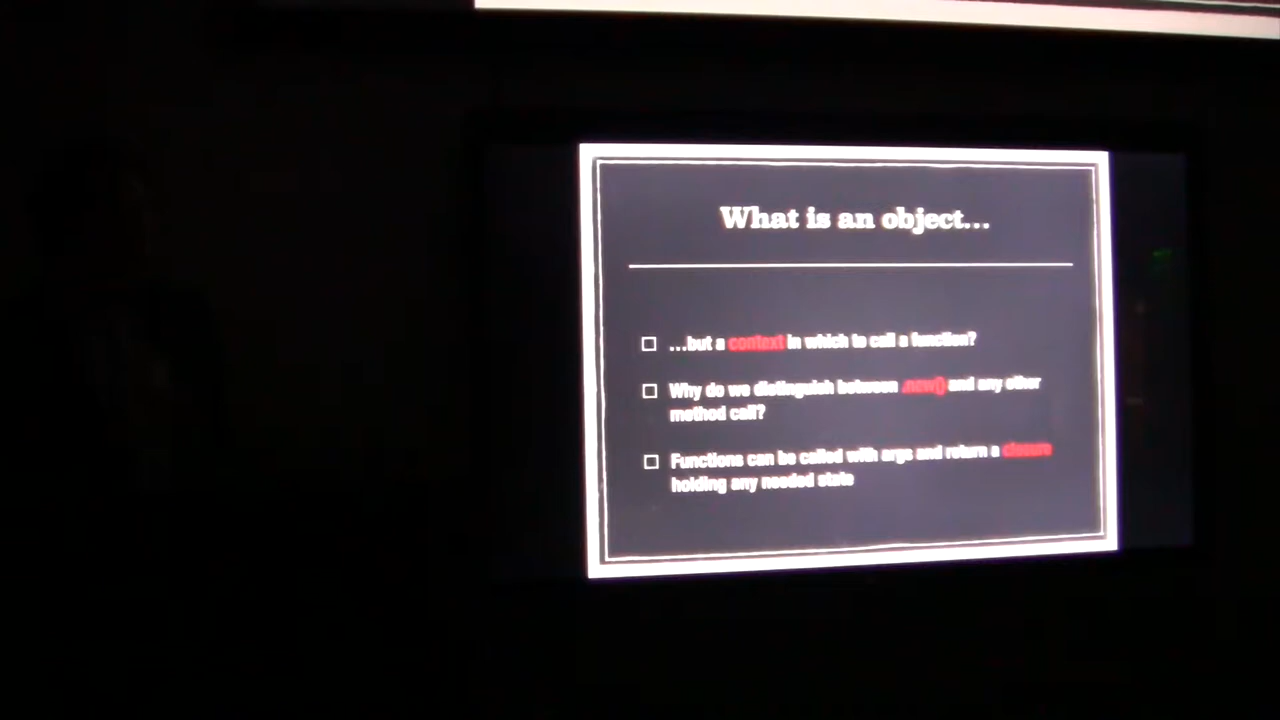 What is an object...
...but a context in which to call a function?
Why do we distinguish between .new() and any other
method call?
Functions can be called with args and return a closure
holding any needed state